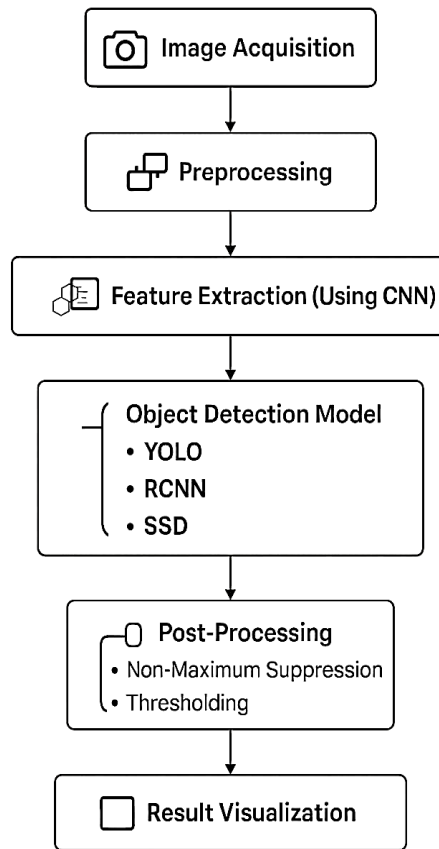 Image Acquisition
Preprocessing
Feature Extraction (Using CNN)
Object Detection Model
• YOLO
• RCNN
• SSD
Post-Processing
• Non-Maximum Suppression
• Thresholding
Result Visualization